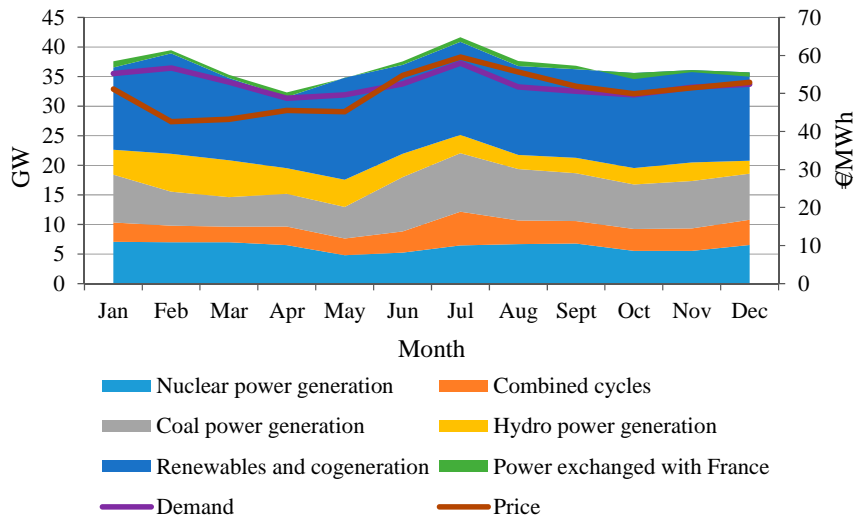 45
40
35
30
25
20
15
10
5
0
GW
70
60
50
40
30
20
10
0
€MWh
Jan Feb Mar Apr May Jun Jul Aug Sept Oct Nov Dec
Month
Nuclear power generation Combined cycles
Coal power generation Hydro power generation
Renewables and cogeneration Power exchanged with France
Demand Price